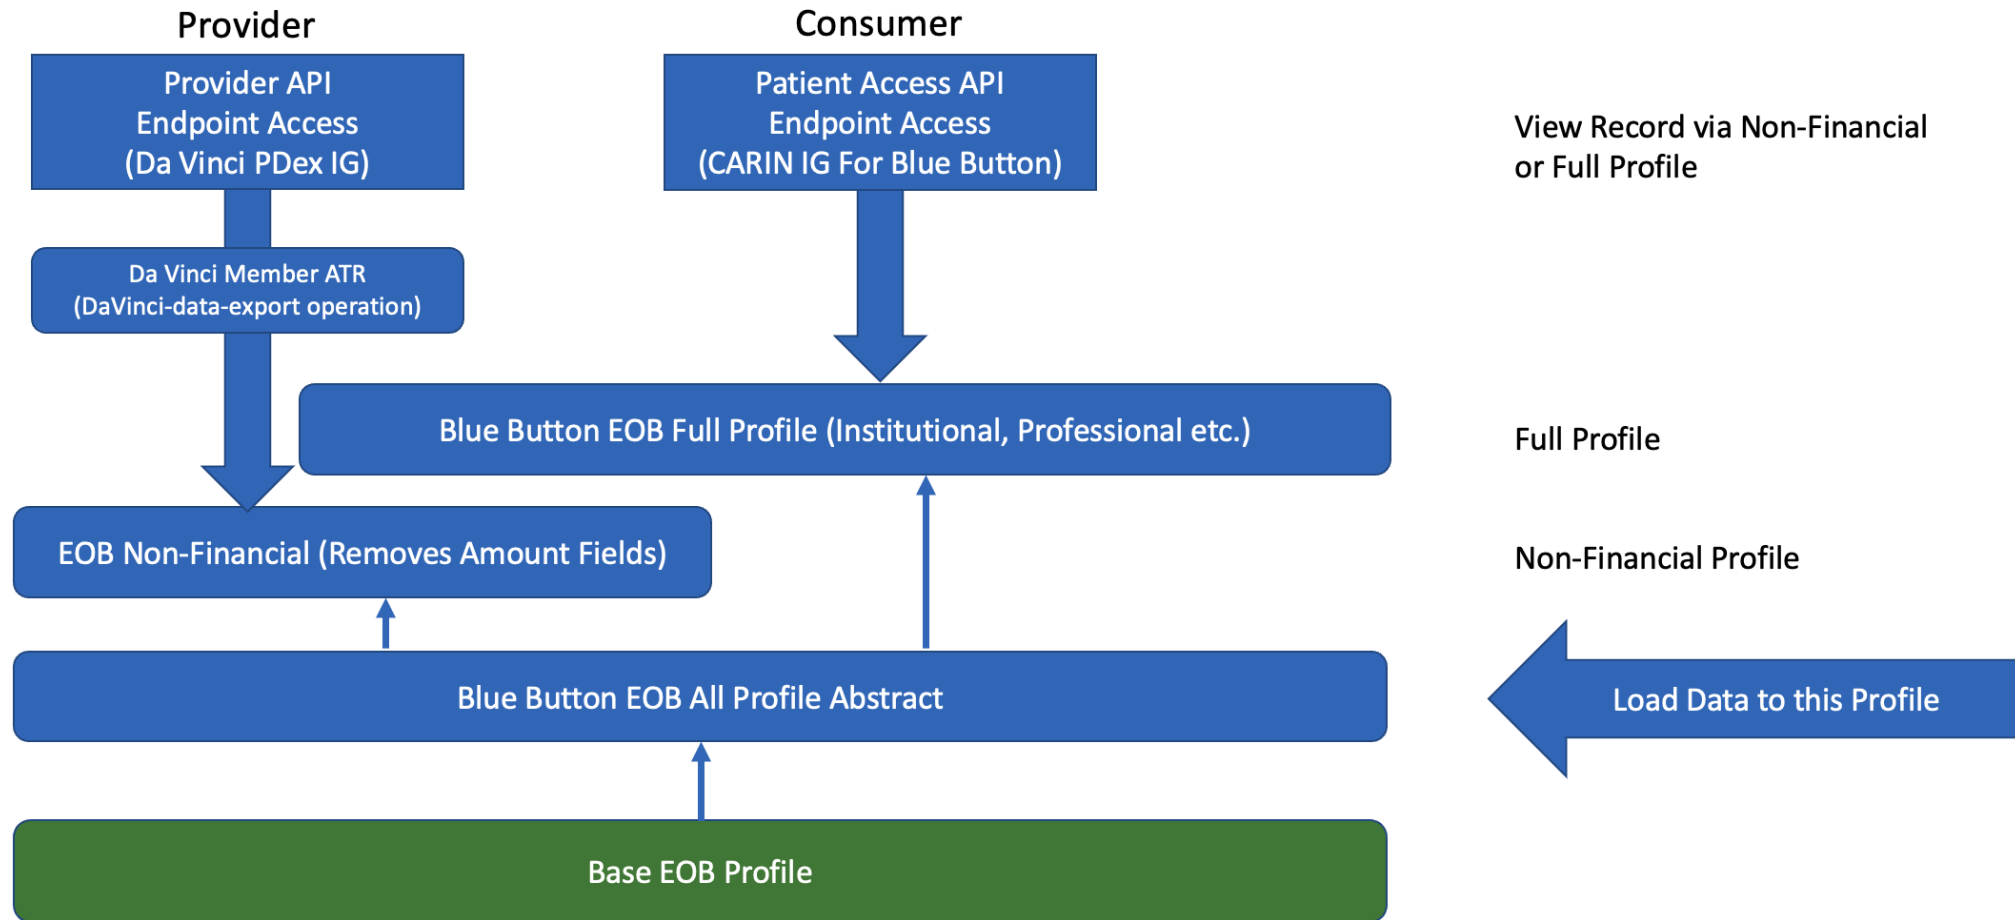 Provider
Consumer
Provider API
Endpoint Access
(Da Vinci PDex IG)
Patient Access API
Endpoint Access
(CARIN IG For Blue Button)
View Record via Non-Financial
or Full Profile
Da Vinci Member ATR
(DaVinci-data-export operation)
Blue Button EOB Full Profile (Institutional, Professional etc.)
Full Profile
EOB Non-Financial (Removes Amount Fields)
Non-Financial Profile
Blue Button EOB All Profile Abstract
Load Data to this Profile
Base EOB Profile